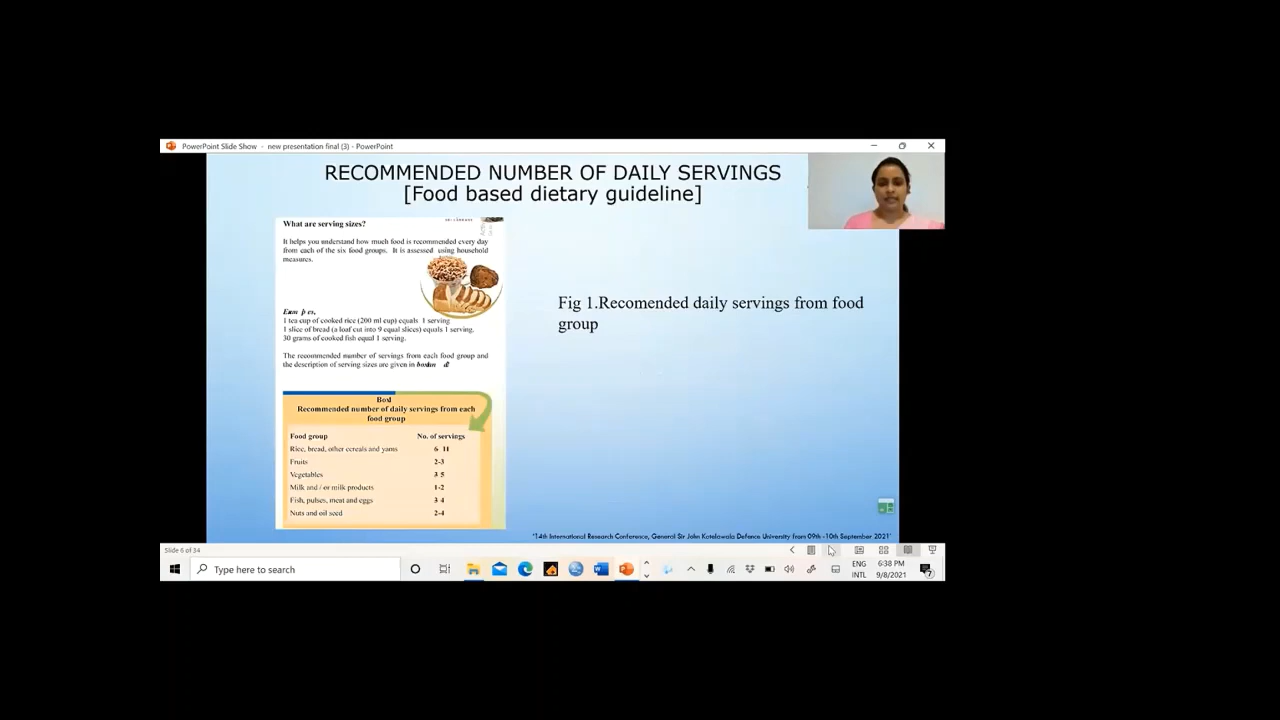 PowerPoint Slide Show - new presentation final (3) - PowerPoint
RECOMMENDED NUMBER OF DAILY SERVINGS
[Food based dietary guideline]
What are serving sizes?
It helps you understand how much food is recommended every day
from each of the six food groups. It is assessed using household
measures.
1 tea cup of cooked rice (200 ml cup) equals 1 serving
1 slice of bread (a loaf cut into 9 equal slices) equals 1 serving.
30 grams of cooked fish equal 1 serving.
The recommended number of servings from each food group and
the description of serving sizes are given in
Recommended number of daily servings from each
food group
Food group No. of servings
Rice, bread, other cereals and yams 6 11
Fruits 2-3
Vegetables 3 5
Milk and / or milk products 1-2
Fish, pulses, meat and eggs 3 4
Nuts and oil seed 2-4
Fig 1.Recomended daily servings from food
group
"14th International Research Conference, General Sir John Kotelawala Defence University from 09th -10th September 2021"
Slide 6 of 34
Type here to search
ENG
INTL
6:38 PM
9/8/2021
7